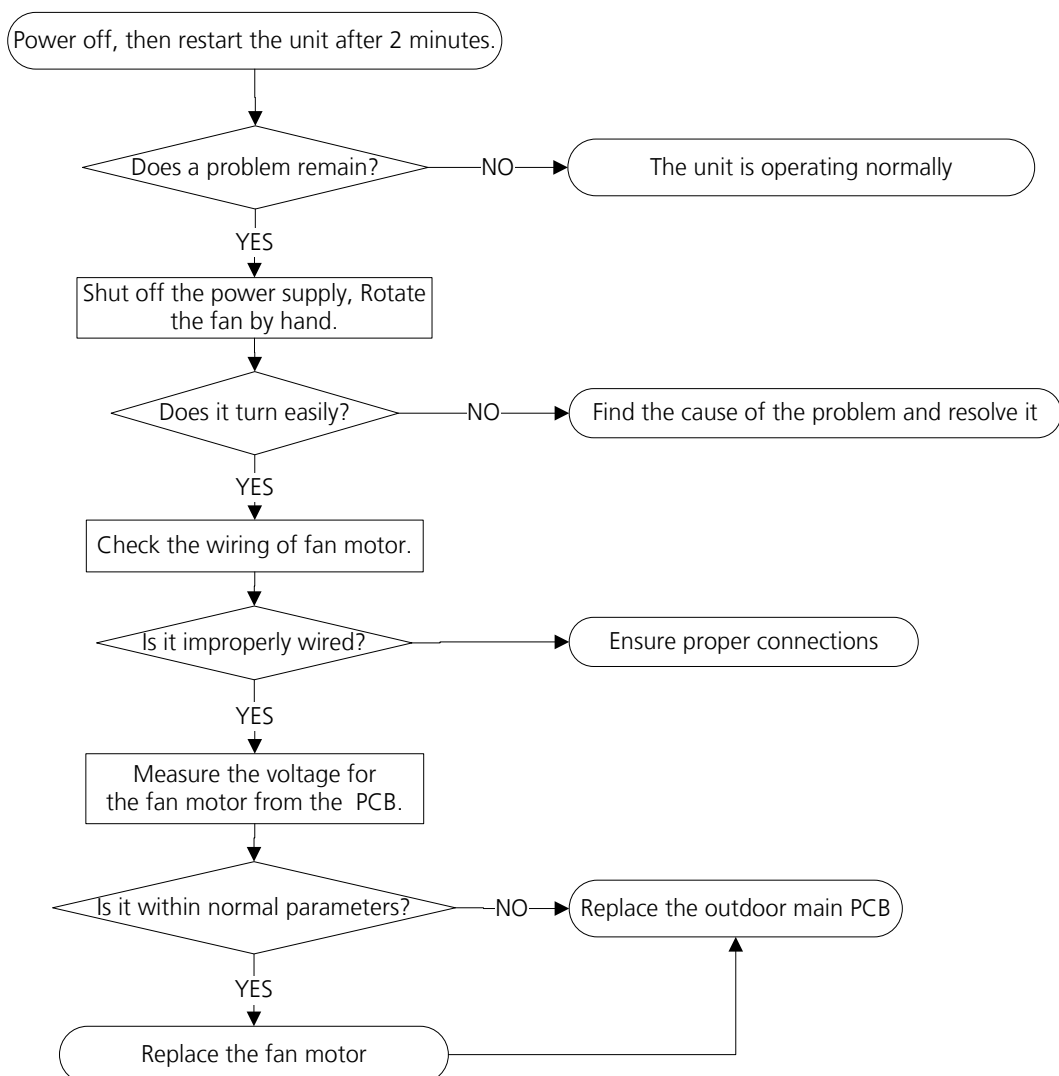 Power off, then restart the unit after 2 minutes.
Does a problem remain?
NO
The unit is operating normally
YES
Shut off the power supply, Rotate
the fan by hand.
Does it turn easily?
NO
Find the cause of the problem and resolve it
YES
Check the wiring of fan motor.
Is it improperly wired?
Ensure proper connections
YES
Measure the voltage for
the fan motor from the PCB.
Is it within normal parameters?
NO
Replace the outdoor main PCB
YES
Replace the fan motor